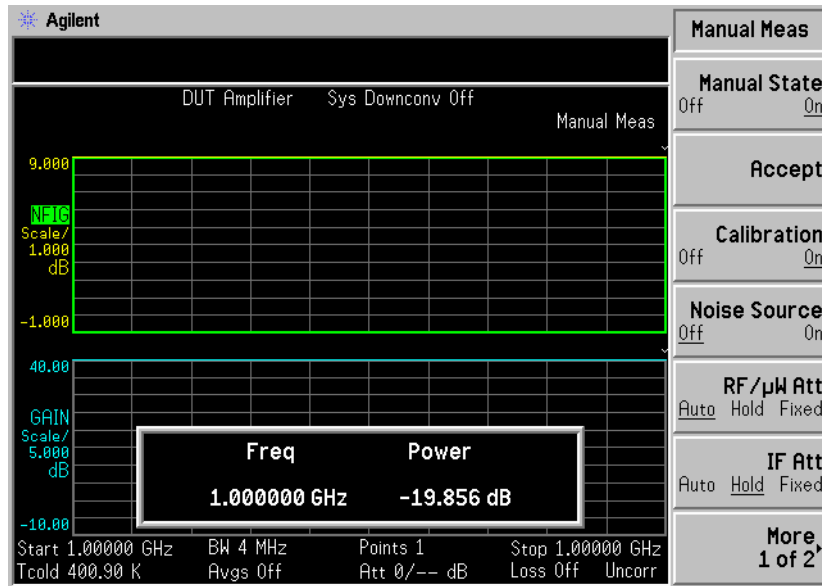 Agilent
DUT Amplifier Sys Downconv Off
Manual Meas
9.000
NFIG
Scale/
1.000
dB
-1.000
40.00
GAIN
Scale/
5.000
dB
-10.00
Freq Power
1.000000 GHz -19.856 dB
Start 1.00000 GHz BW 4 MHz Points 1 Stop 1.00000 GHz
Tcold 400.90 K Avgs Off Att 0/-- dB Loss Off Uncorr
Manual Meas
Manual State
Off On
Accept
Calibration
Off On
Noise Source
Off On
RF/µW Att
Auto Hold Fixed
IF Att
Auto Hold Fixed
More
1 of 2